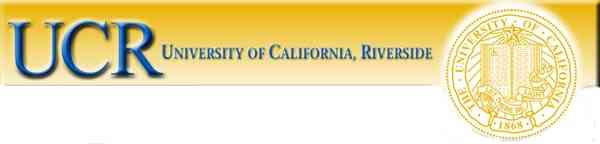 UCR UNIVERSITY OF CALIFORNIA, RIVERSIDE
THE · UNIVERSITY · OF · CALIFORNIA
· 1868 ·